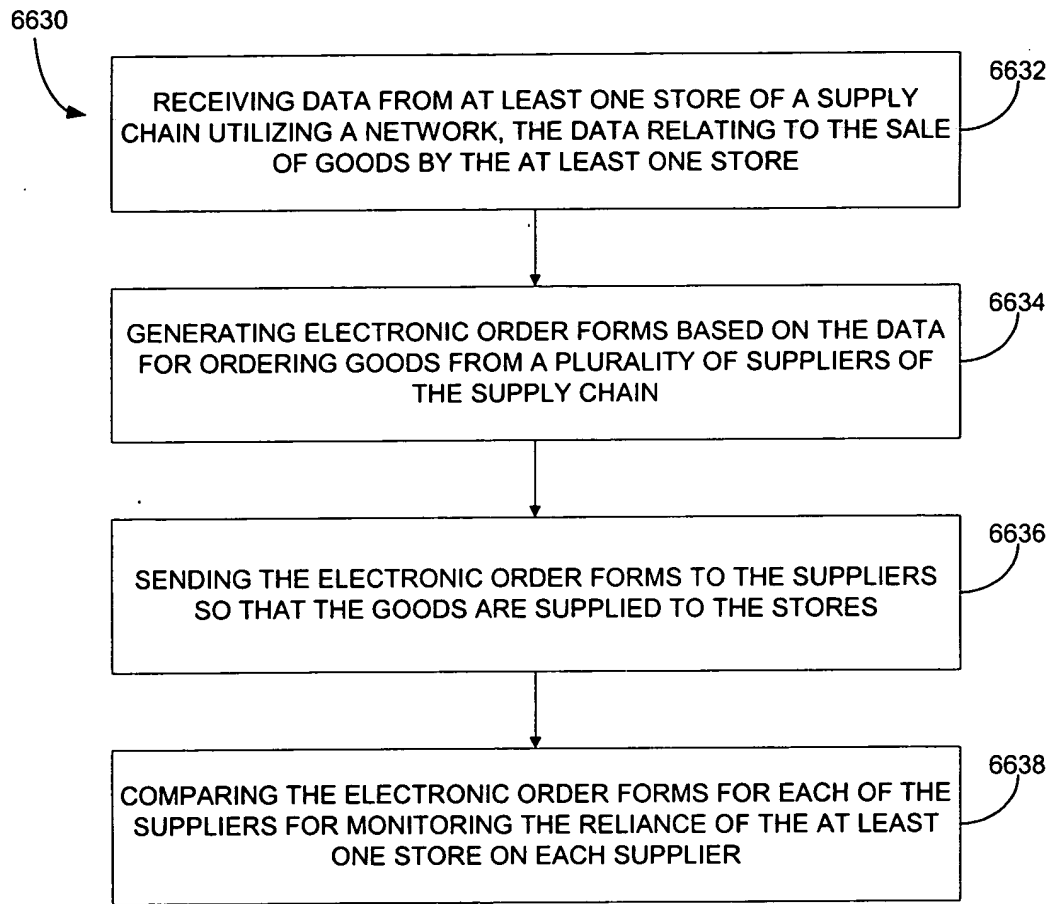 6630
RECEIVING DATA FROM AT LEAST ONE STORE OF A SUPPLY
CHAIN UTILIZING A NETWORK, THE DATA RELATING TO THE SALE
OF GOODS BY THE AT LEAST ONE STORE
6632
GENERATING ELECTRONIC ORDER FORMS BASED ON THE DATA
FOR ORDERING GOODS FROM A PLURALITY OF SUPPLIERS OF
THE SUPPLY CHAIN
6634
SENDING THE ELECTRONIC ORDER FORMS TO THE SUPPLIERS
SO THAT THE GOODS ARE SUPPLIED TO THE STORES
6636
COMPARING THE ELECTRONIC ORDER FORMS FOR EACH OF THE
SUPPLIERS FOR MONITORING THE RELIANCE OF THE AT LEAST
ONE STORE ON EACH SUPPLIER
6638